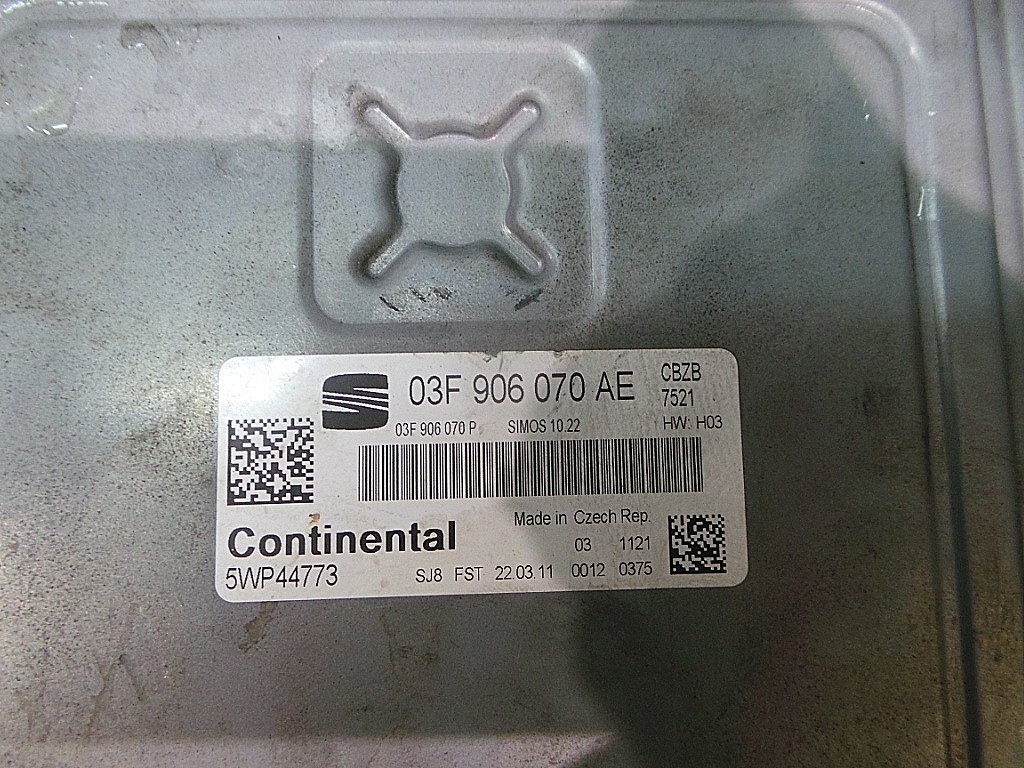 03F 906 070 AE
CBZB
7521
03F 906 070 P SIMOS 10.22 HW: H03
Made in Czech Rep.
Continental
03 1121
5WP44773 SJ8 FST 22.03.11 0012 0375